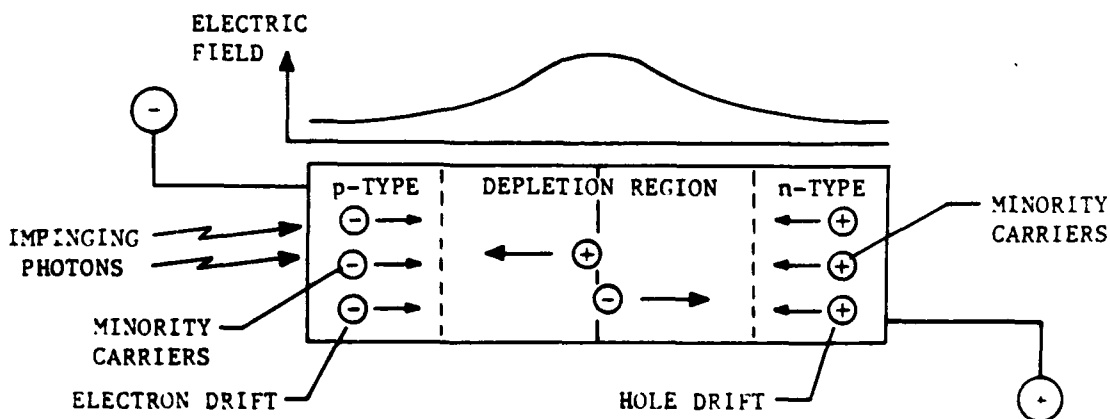 ELECTRIC
FIELD
p-TYPE
DEPLETION REGION
n-TYPE
IMPINGING
PHOTONS
MINORITY
CARRIERS
MINORITY
CARRIERS
ELECTRON DRIFT
HOLE DRIFT